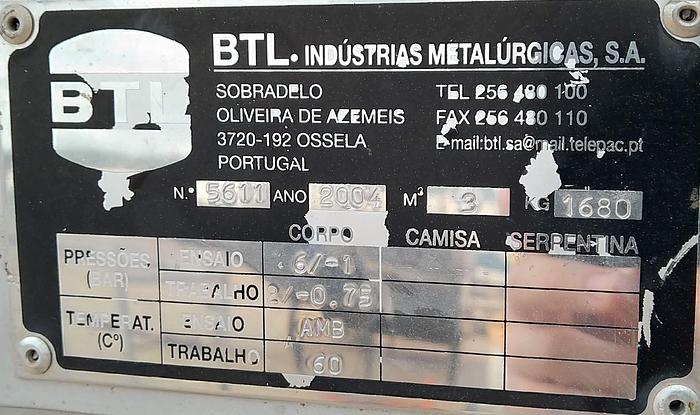 BTL
BTL. INDÚSTRIAS METALÚRGICAS, S.A.
SOBRADELO
OLIVEIRA DE AZEMEIS
3720-192 OSSELA
PORTUGAL
TEL 256 480 100
FAX 256 480 110
E-mail:btl.sa@mail.telepac.pt
N.º 5611 ANO 2004 M³ 3 KG 1680
CORPO CAMISA SERPENTINA
PRESSÕES (BAR) ENSAIO 6/-1
TRABALHO 2/-0.75
TEMPERAT. (Cº) ENSAIO AMB
TRABALHO 60